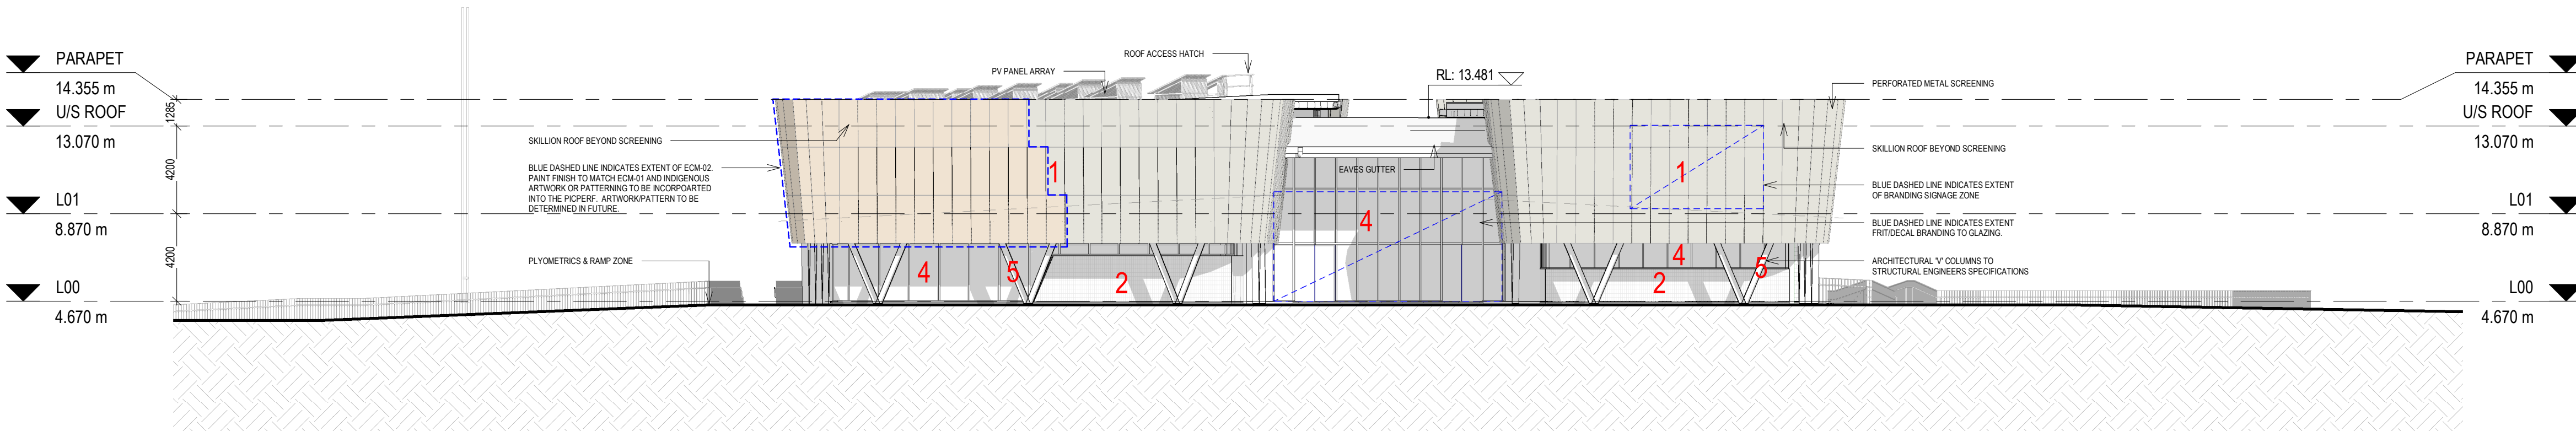 PARAPET
14.355 m
U/S ROOF
13.070 m
L01
8.870 m
L00
4.670 m
1285
4200
4200
ROOF ACCESS HATCH
PV PANEL ARRAY
RL: 13.481
SKILLION ROOF BEYOND SCREENING
BLUE DASHED LINE INDICATES EXTENT OF ECM-02.
PAINT FINISH TO MATCH ECM-01 AND INDIGENOUS
ARTWORK OR PATTERNING TO BE INCORPOARTED
INTO THE PICPERF. ARTWORK/PATTERN TO BE
DETERMINED IN FUTURE.
PLYOMETRICS & RAMP ZONE
EAVES GUTTER
1
4
5
2
4
1
4
5
2
PERFORATED METAL SCREENING
SKILLION ROOF BEYOND SCREENING
BLUE DASHED LINE INDICATES EXTENT
OF BRANDING SIGNAGE ZONE
BLUE DASHED LINE INDICATES EXTENT
FRIT/DECAL BRANDING TO GLAZING.
ARCHITECTURAL 'V' COLUMNS TO
STRUCTURAL ENGINEERS SPECIFICATIONS
PARAPET
14.355 m
U/S ROOF
13.070 m
L01
8.870 m
L00
4.670 m